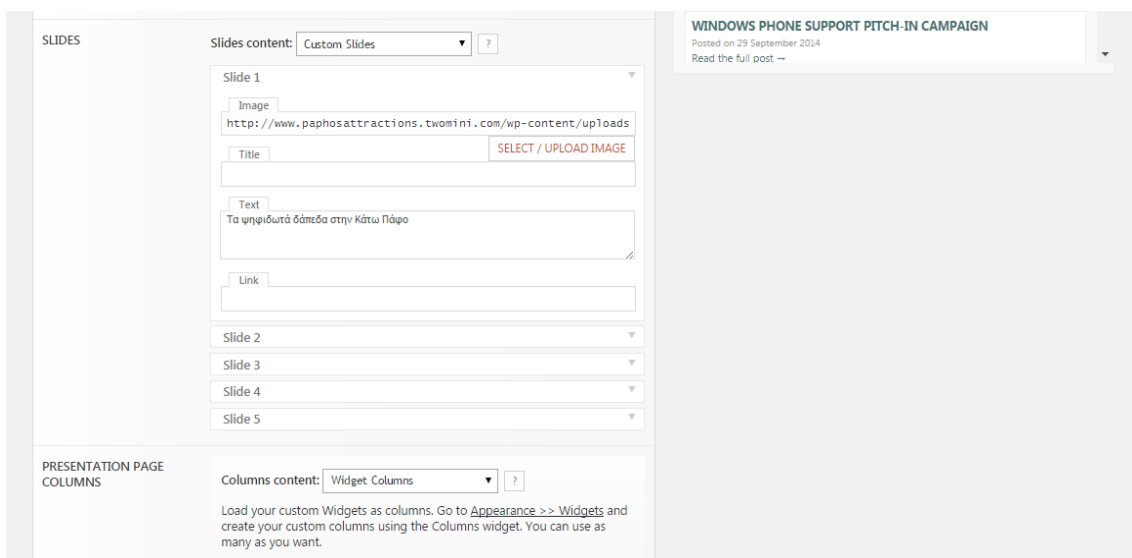 SLIDES
Slides content: Custom Slides ?
Slide 1
Image
http://www.paphosattractions.twomini.com/wp-content/uploads
SELECT / UPLOAD IMAGE
Title
Text
Τα ψηφιδωτά δάπεδα στην Κάτω Πάφο
Link
Slide 2
Slide 3
Slide 4
Slide 5
PRESENTATION PAGE
COLUMNS
Columns content: Widget Columns ?
Load your custom Widgets as columns. Go to Appearance >> Widgets and
create your custom columns using the Columns widget. You can use as
many as you want.
WINDOWS PHONE SUPPORT PITCH-IN CAMPAIGN
Posted on 29 September 2014
Read the full post →